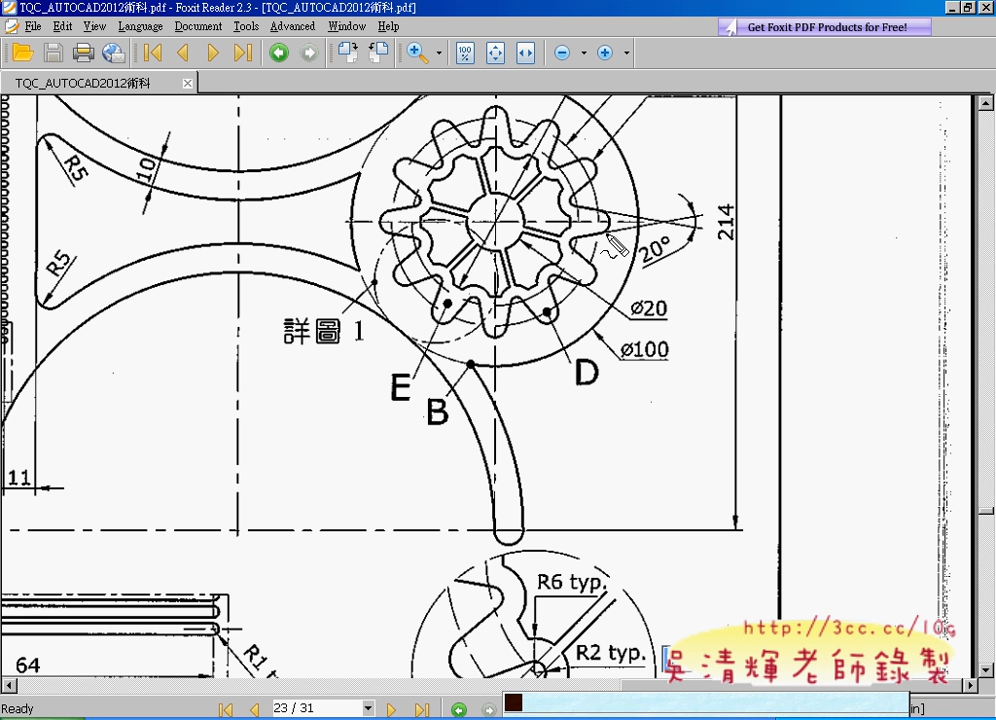 TQC_AUTOCAD2012術科.pdf - Foxit Reader 2.3 - [TQC_AUTOCAD2012術科.pdf]
File Edit View Language Document Tools Advanced Window Help
Get Foxit PDF Products for Free!
TQC_AUTOCAD2012術科
R5
10
214
20°
R5
ø20
詳圖 1
ø100
E
D
B
11
R6 typ.
http://3cc.cc/10g
R2 typ.
吳清輝老師錄製
64
R1
Ready
23 / 31
in]